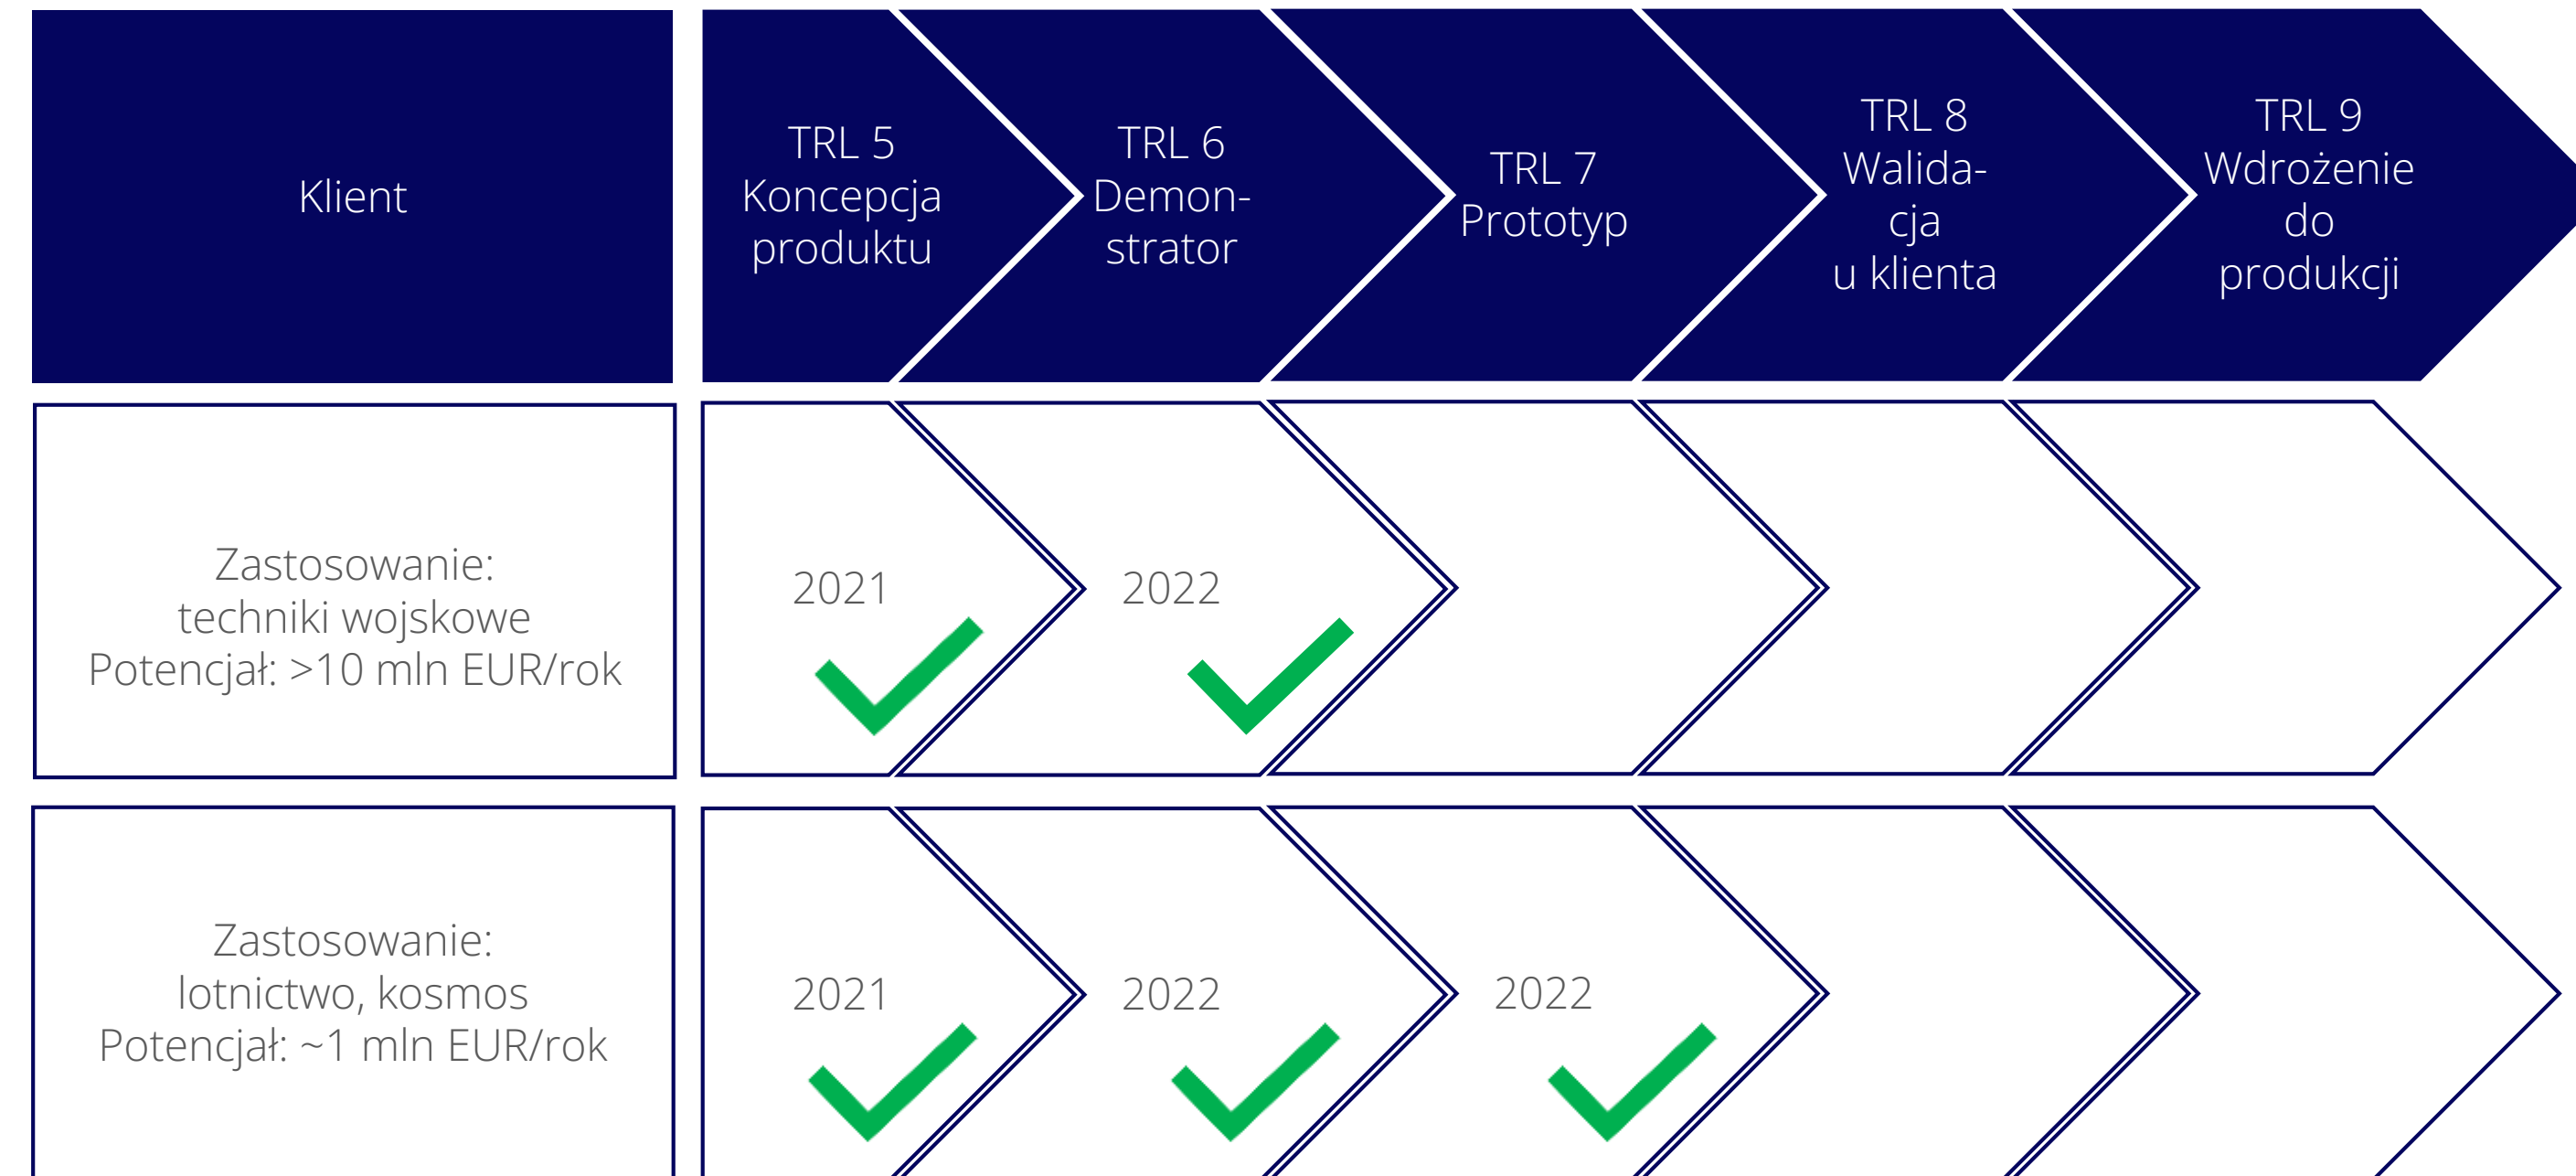 Klient
TRL 5
Koncepcja
produktu
TRL 6
Demon-
strator
TRL 7
Prototyp
TRL 8
Walida-
cja
u klienta
TRL 9
Wdrożenie
do
produkcji
Zastosowanie:
techniki wojskowe
Potencjał: >10 mln EUR/rok
2021
2022
Zastosowanie:
lotnictwo, kosmos
Potencjał: ~1 mln EUR/rok
2021
2022
2022